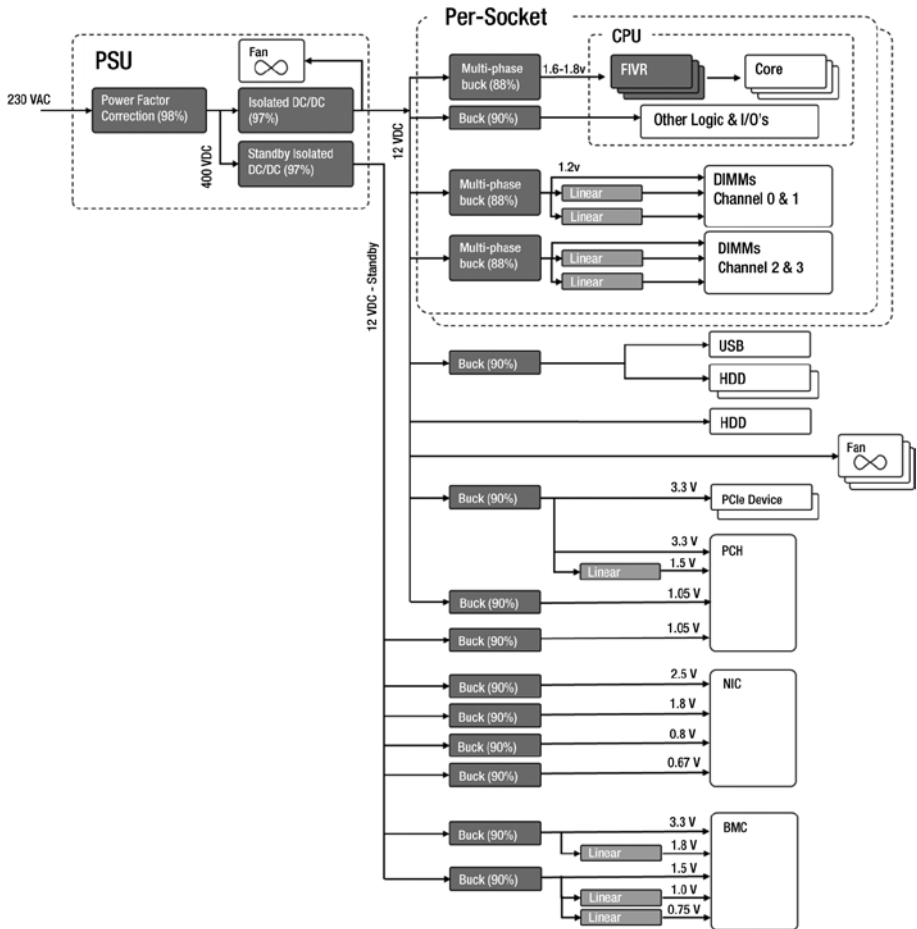 Per-Socket
PSU
Fan
230 VAC
Power Factor
Correction (98%)
Isolated DC/DC
(97%)
Standby Isolated
DC/DC (97%)
400 VDC
12 VDC
12 VDC - Standby
CPU
Multi-phase
buck (88%)
1.6-1.8v
FIVR
Core
Buck (90%)
Other Logic & I/O's
Multi-phase
buck (88%)
1.2v
Linear
Linear
DIMMs
Channel 0 & 1
Multi-phase
buck (88%)
Linear
Linear
DIMMs
Channel 2 & 3
Buck (90%)
USB
HDD
HDD
Fan
Buck (90%)
3.3 V
PCIe Device
3.3 V
Linear
1.5 V
PCH
Buck (90%)
1.05 V
Buck (90%)
1.05 V
Buck (90%)
2.5 V
NIC
Buck (90%)
1.8 V
Buck (90%)
0.8 V
Buck (90%)
0.67 V
Buck (90%)
3.3 V
BMC
Linear
1.8 V
Buck (90%)
1.5 V
Linear
1.0 V
Linear
0.75 V